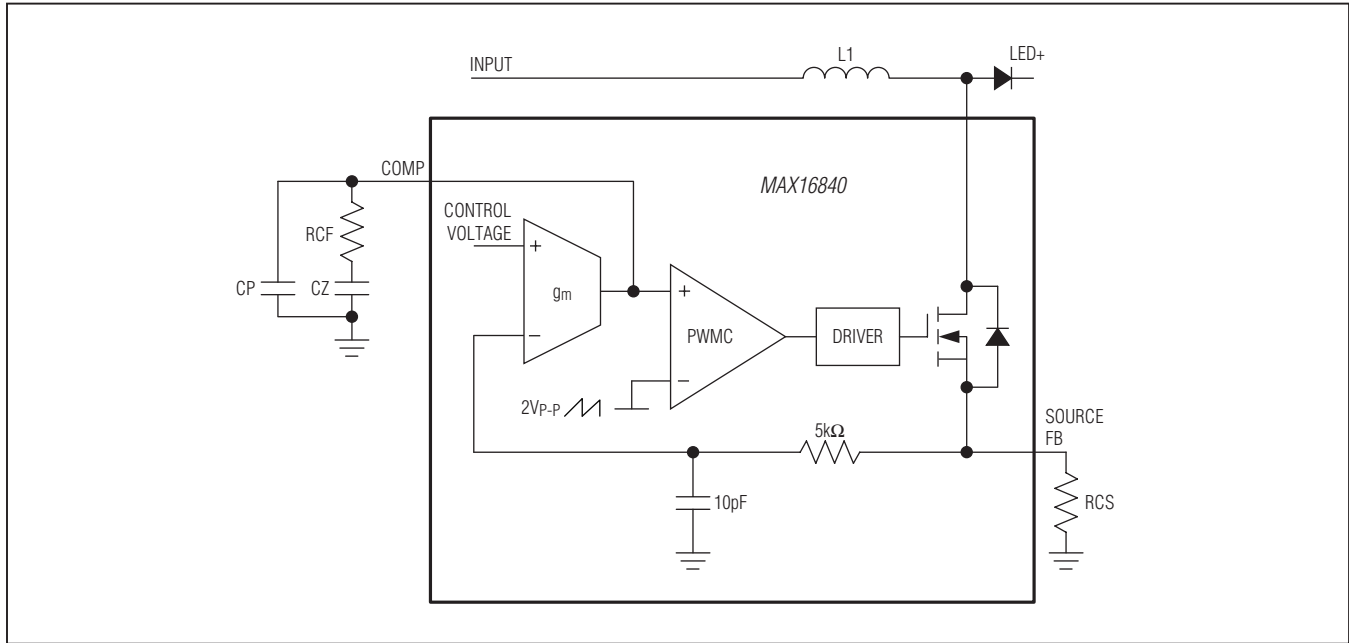 INPUT
L1
LED+
COMP
MAX16840
RCF
CONTROL
VOLTAGE
+
CP
CZ
gm
+
PWMC
DRIVER
−
−
2VP-P
SOURCE
FB
5kΩ
10pF
RCS